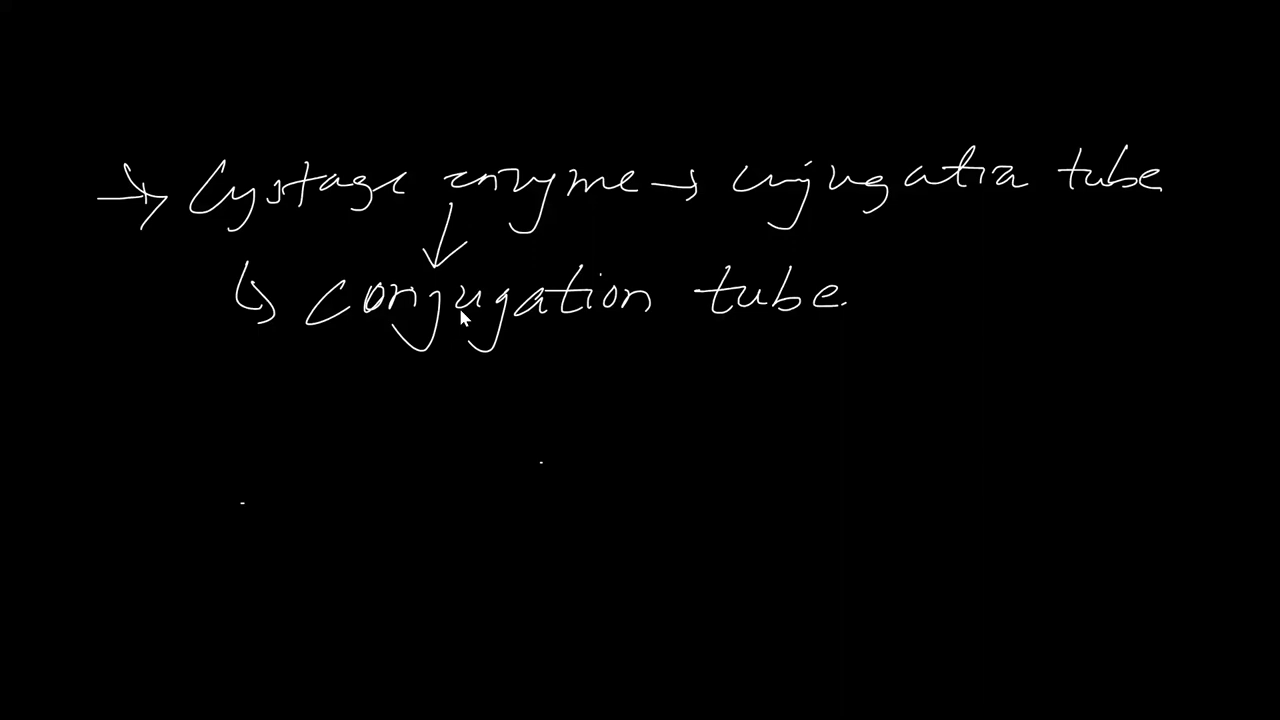 → Cystase enzyme → conjugation tube
↳ conjugation tube.